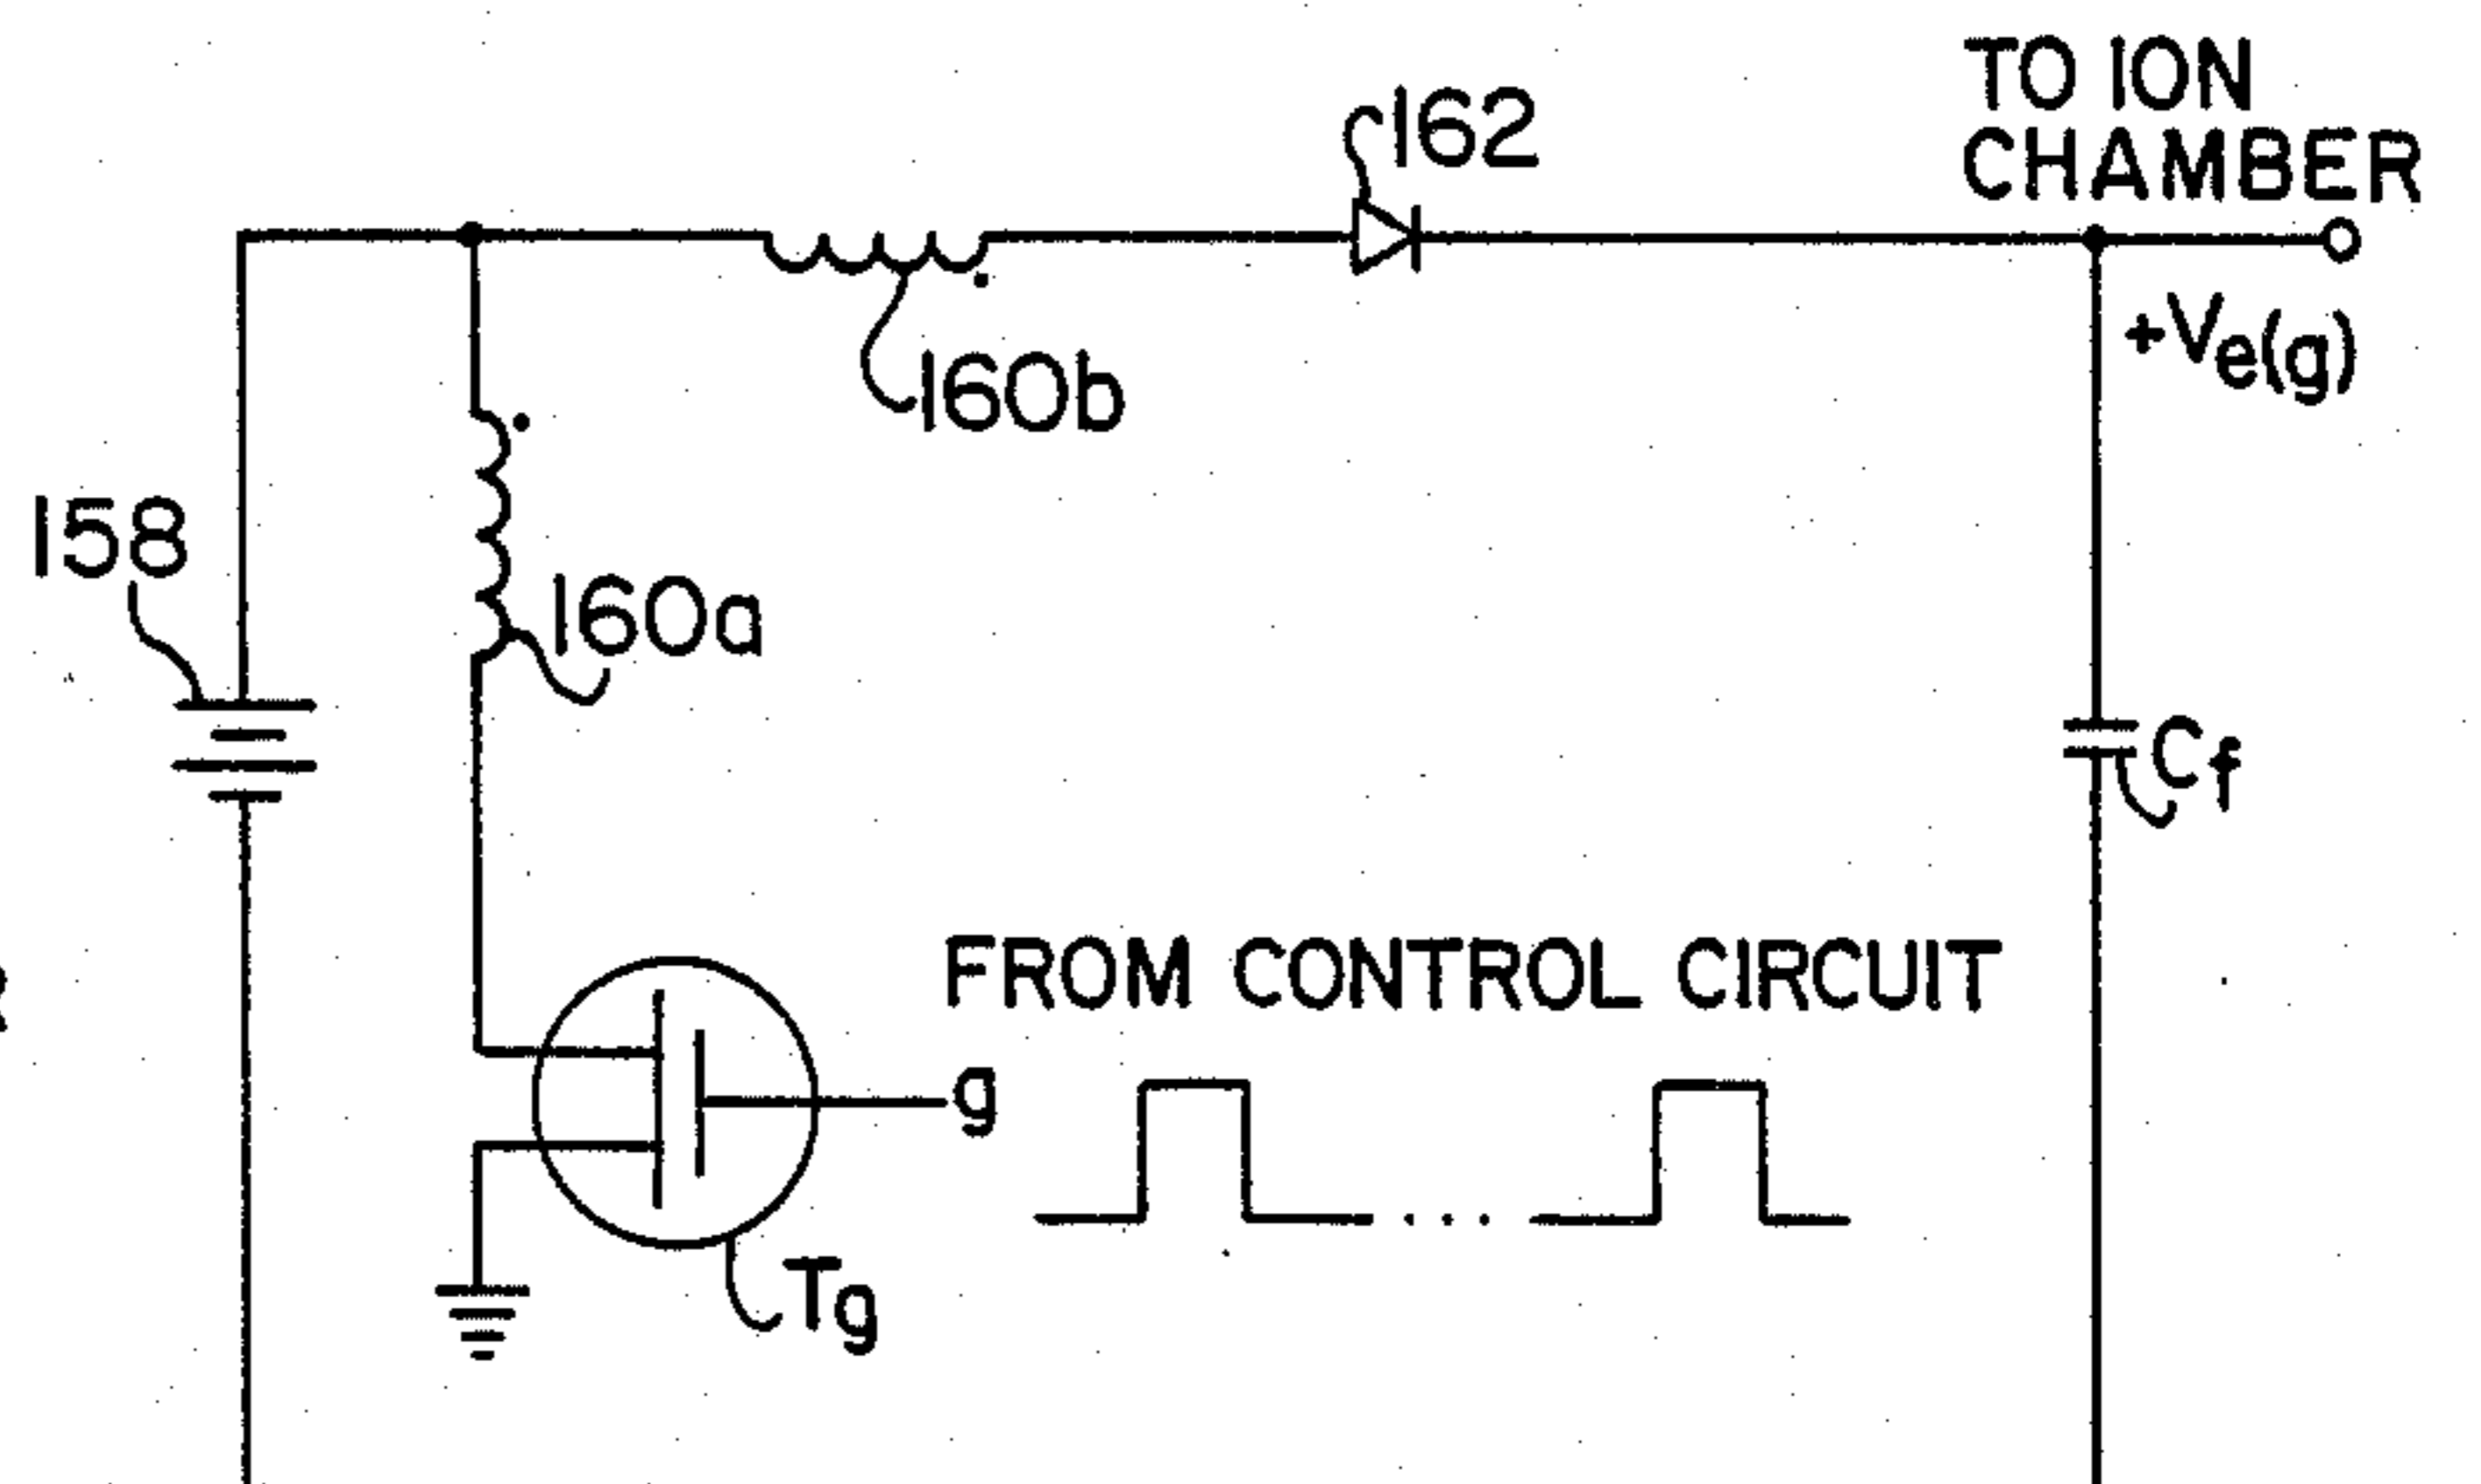 TO ION
CHAMBER
162
+Ve(g)
160b
158
160a
Cf
FROM CONTROL CIRCUIT
g
Tg